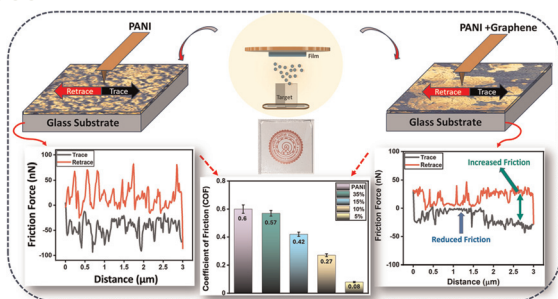 PANI
PANI +Graphene
Film
Target
Retrace Trace
Glass Substrate
Retrace Trace
Glass Substrate
Trace
Retrace
Friction Force (nN)
100
50
0
-50
-100
0 0.5 1 1.5 2 2.5 3
Distance (μm)
Coefficient of Friction (COF)
0.8
0.6
0.4
0.2
0.0
PANI
35%
15%
10%
5%
0.6
0.57
0.42
0.27
0.08
Trace
Retrace
Increased Friction
Reduced Friction
Friction Force (nN)
100
50
0
-50
-100
0 0.5 1 1.5 2 2.5 3
Distance (μm)